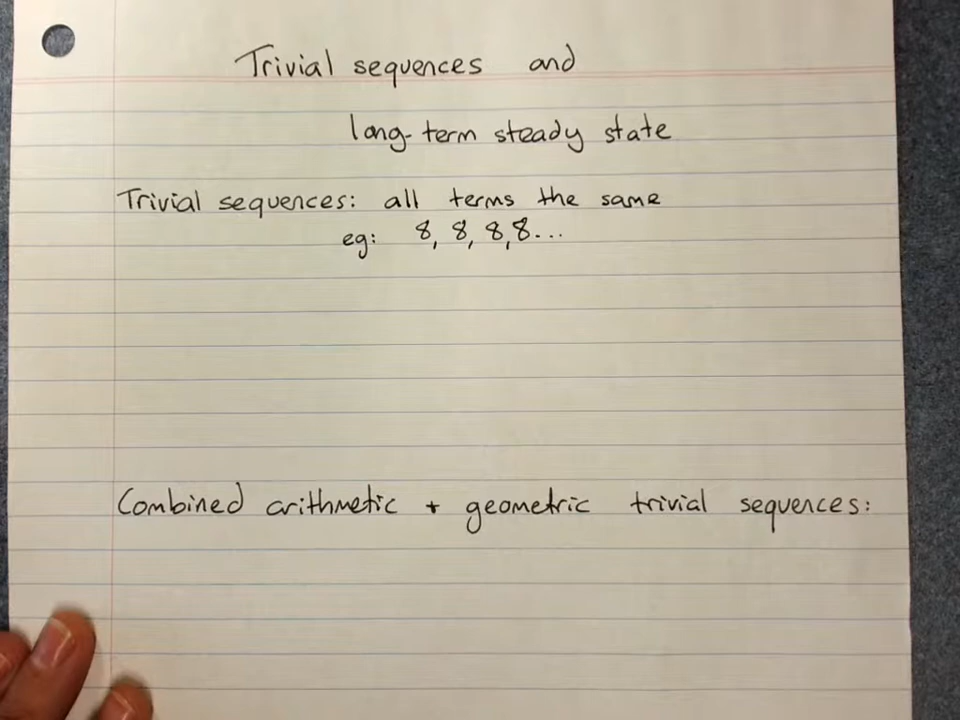 Trivial sequences and
long-term steady state
Trivial sequences: all terms the same
eg: 8, 8, 8, 8...
Combined arithmetic + geometric trivial sequences: